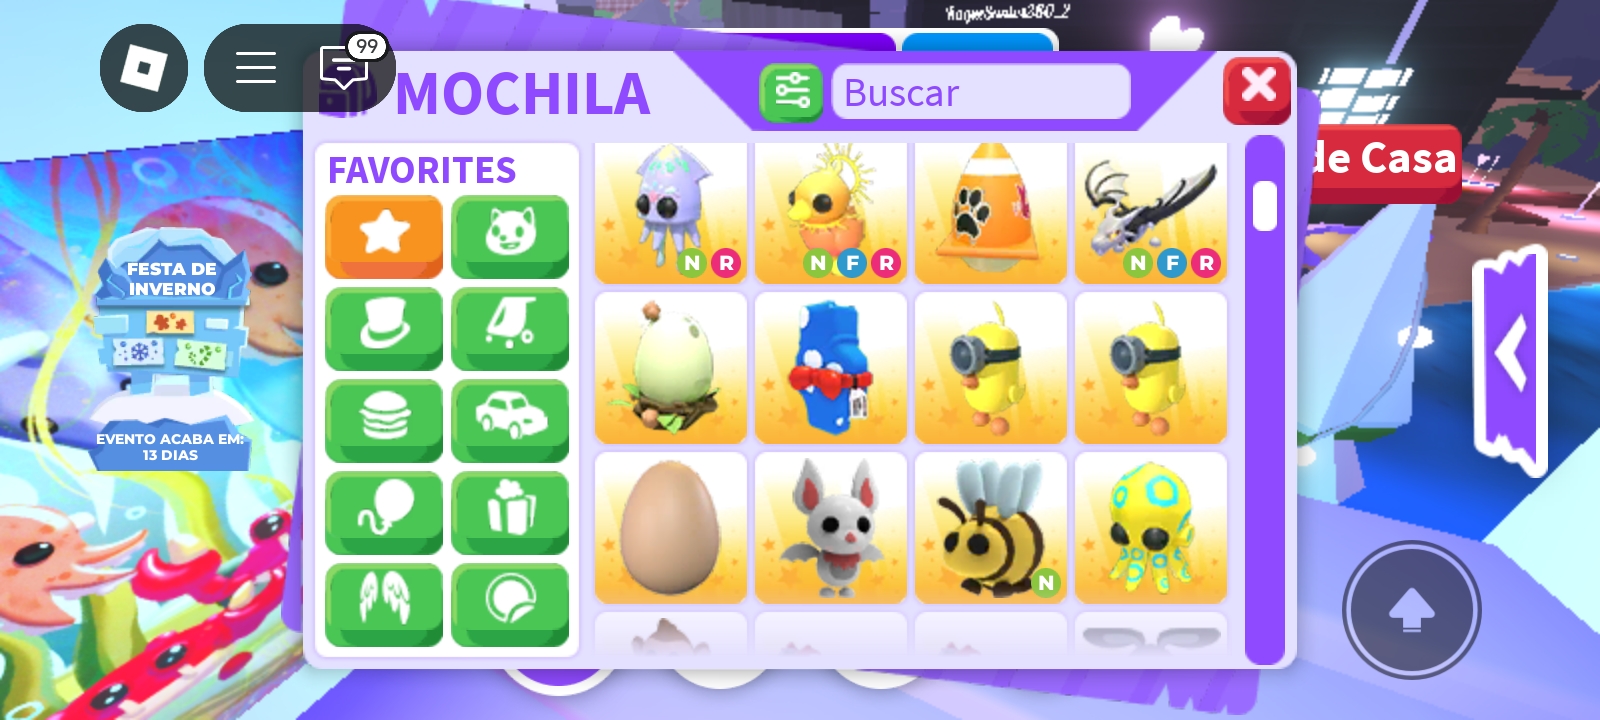 99
MOCHILA
Buscar
de Casa
FAVORITES
N R
N F R
N F R
N
FESTA DE
INVERNO
EVENTO ACABA EM:
13 DIAS